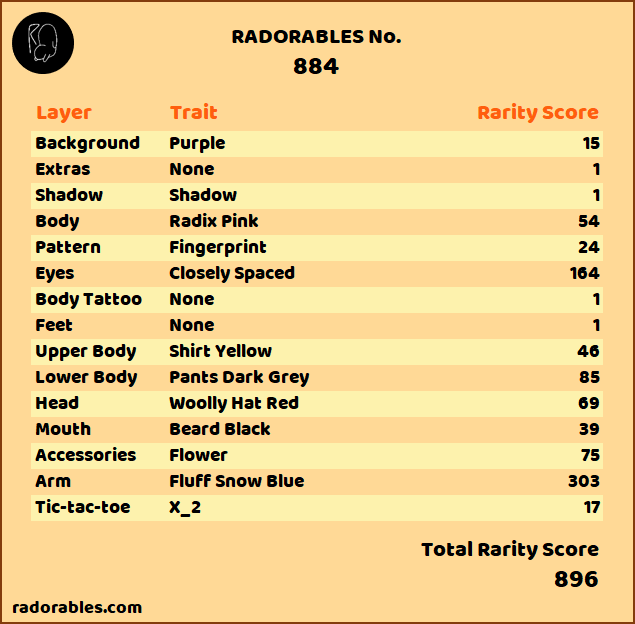 RADORABLES No.
884
Layer Trait Rarity Score
Background Purple 15
Extras None 1
Shadow Shadow 1
Body Radix Pink 54
Pattern Fingerprint 24
Eyes Closely Spaced 164
Body Tattoo None 1
Feet None 1
Upper Body Shirt Yellow 46
Lower Body Pants Dark Grey 85
Head Woolly Hat Red 69
Mouth Beard Black 39
Accessories Flower 75
Arm Fluff Snow Blue 303
Tic-tac-toe X_2 17
Total Rarity Score
896
radorables.com